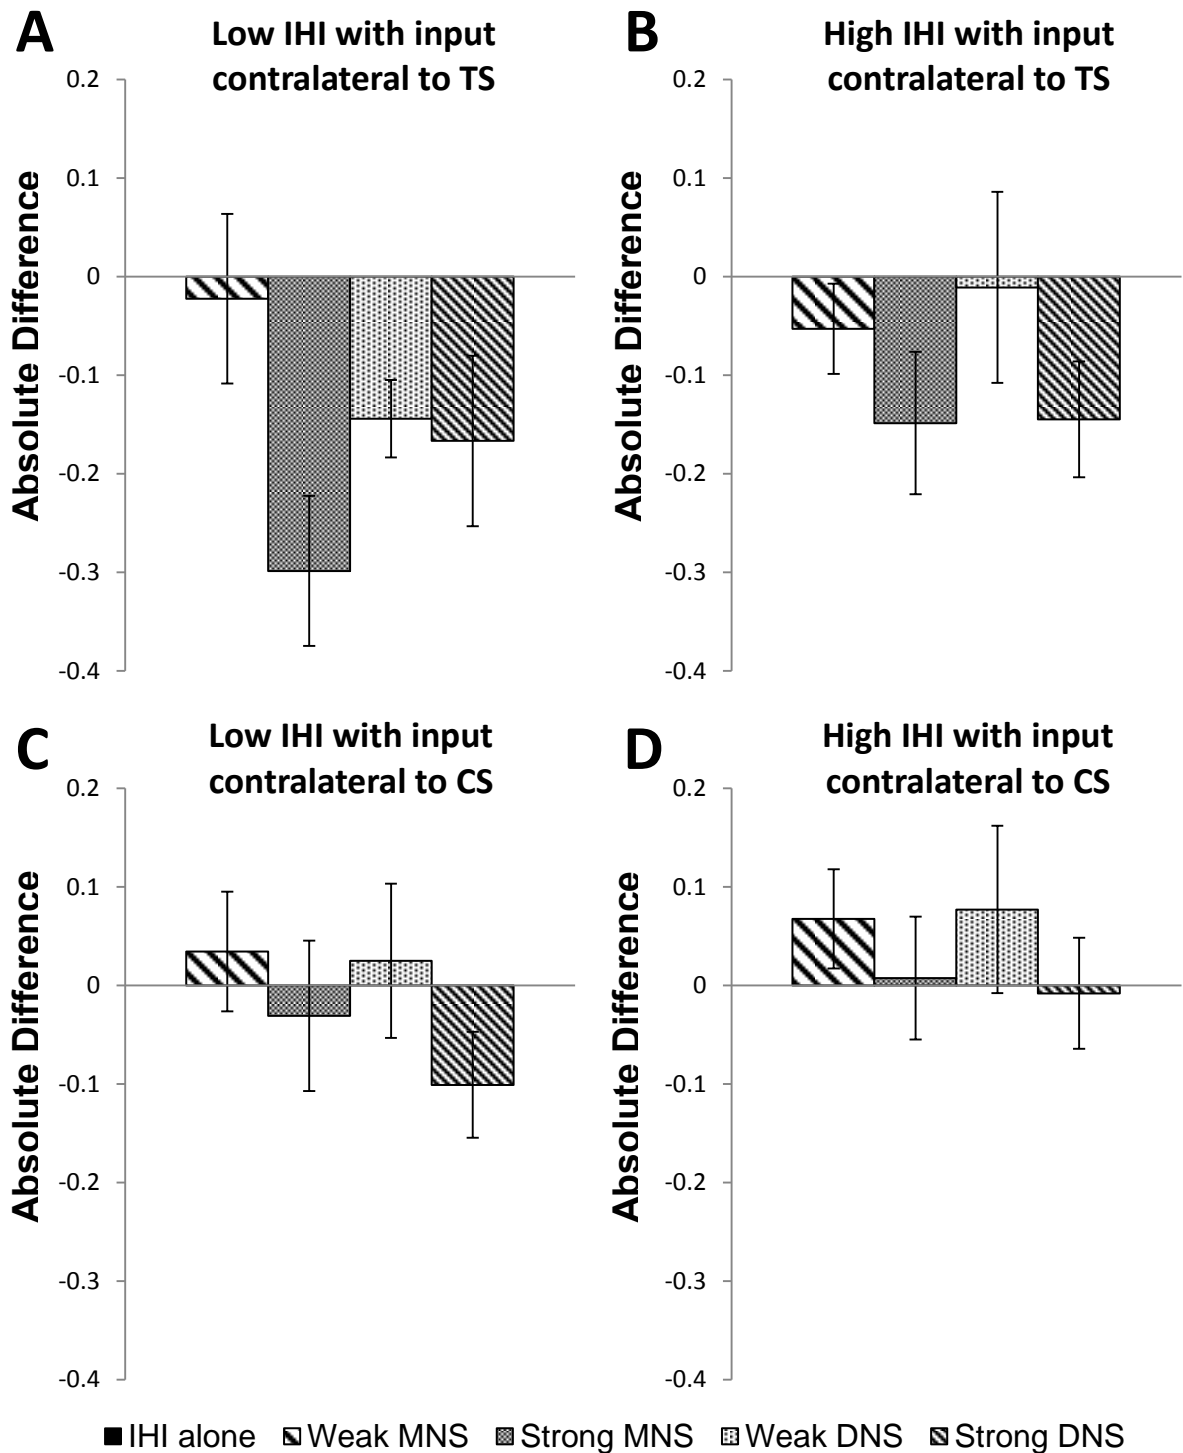 A
Low IHI with input
contralateral to TS
0.2
0.1
0
-0.1
-0.2
-0.3
-0.4
Absolute Difference
B
High IHI with input
contralateral to TS
0.2
0.1
0
-0.1
-0.2
-0.3
-0.4
Absolute Difference
C
Low IHI with input
contralateral to CS
0.2
0.1
0
-0.1
-0.2
-0.3
-0.4
Absolute Difference
D
High IHI with input
contralateral to CS
0.2
0.1
0
-0.1
-0.2
-0.3
-0.4
Absolute Difference
IHI alone Weak MNS Strong MNS Weak DNS Strong DNS